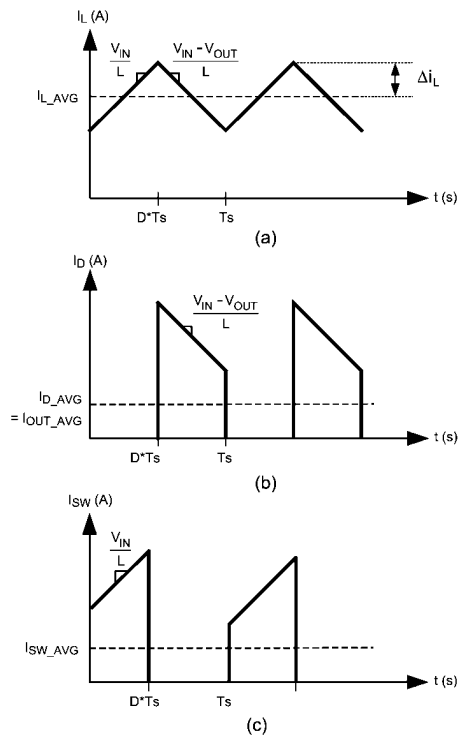 I_L (A)
V_IN / L
V_IN – V_OUT / L
I_L_AVG
Δi_L
t (s)
D*Ts
Ts
(a)
I_D (A)
V_IN – V_OUT / L
I_D_AVG
= I_OUT_AVG
t (s)
D*Ts
Ts
(b)
I_SW (A)
V_IN / L
I_SW_AVG
t (s)
D*Ts
Ts
(c)